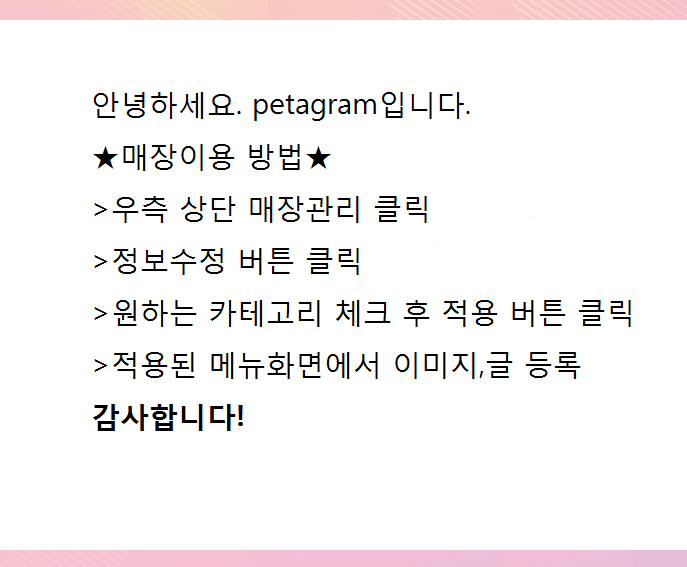 안녕하세요. petagram입니다.
★매장이용 방법★
>우측 상단 매장관리 클릭
>정보수정 버튼 클릭
>원하는 카테고리 체크 후 적용 버튼 클릭
>적용된 메뉴화면에서 이미지,글 등록
감사합니다!